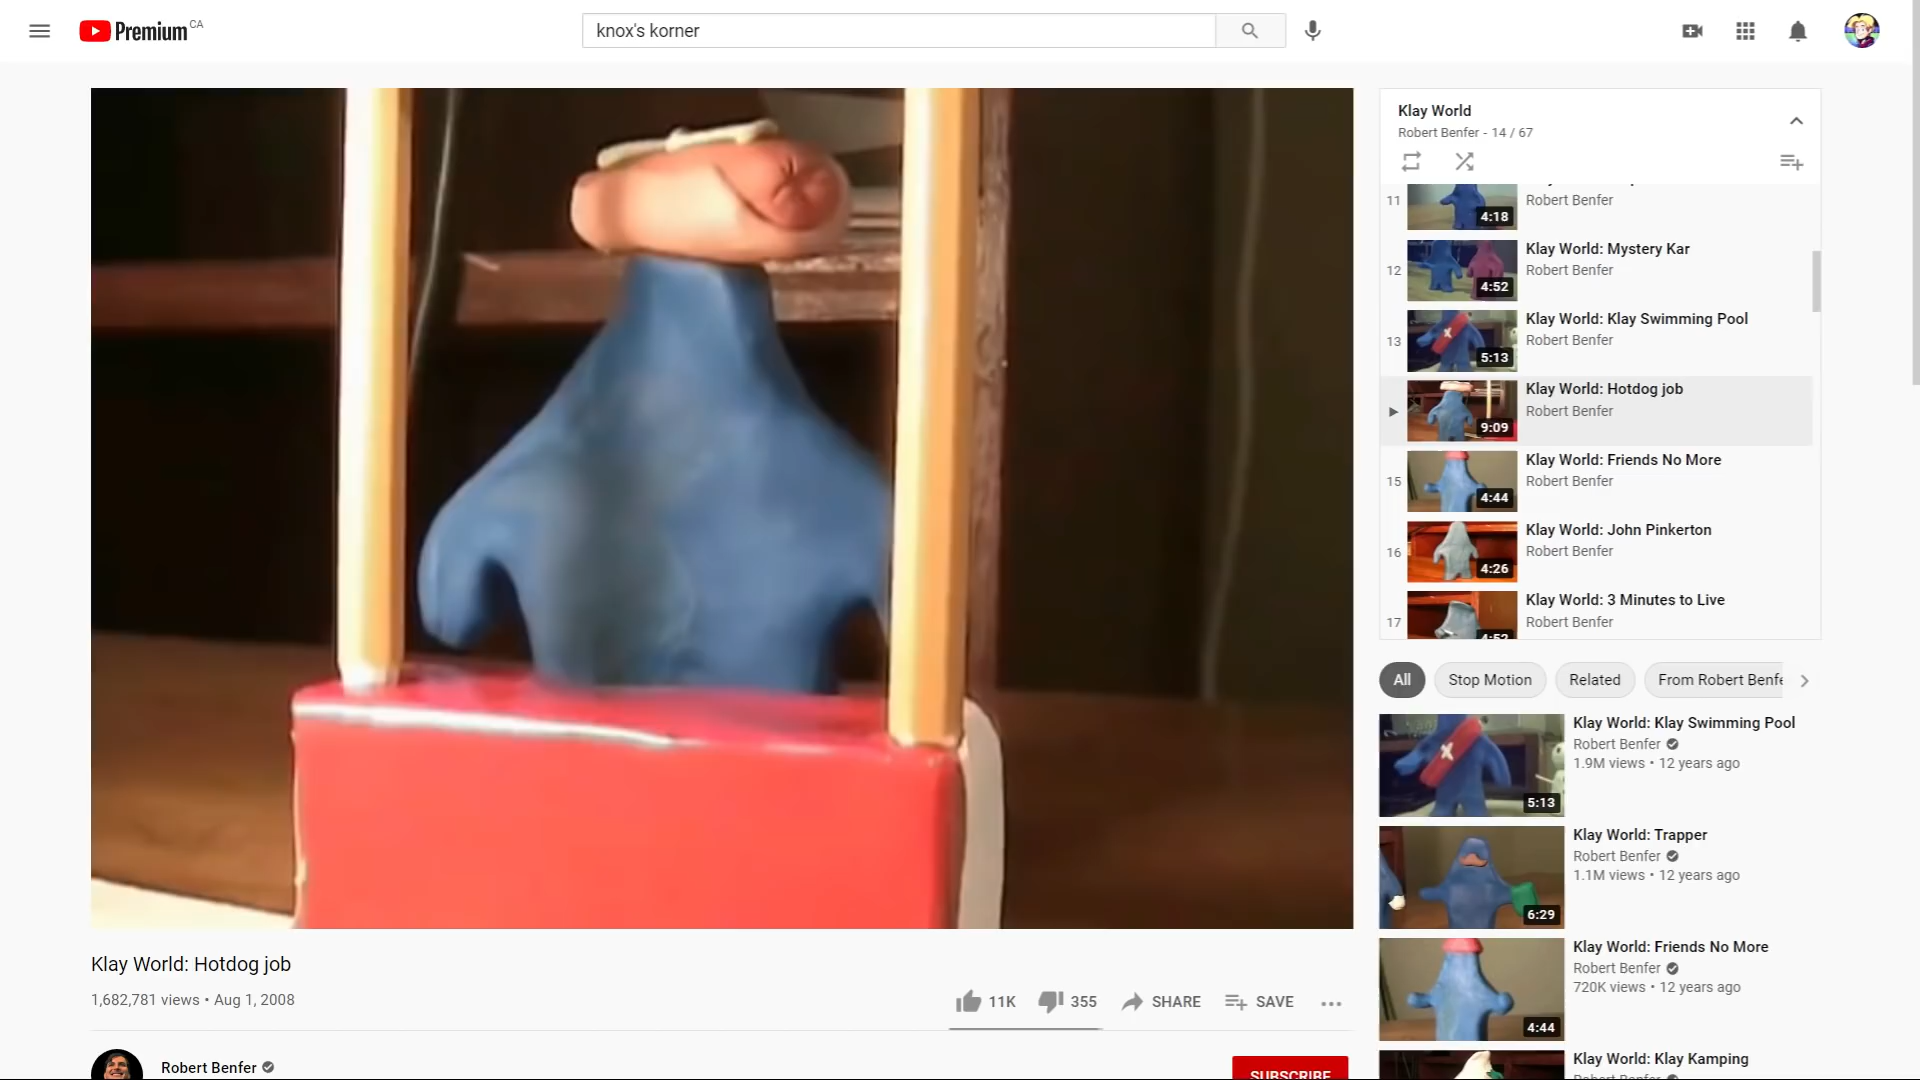 Premium CA
knox's korner
Klay World
Robert Benfer - 14 / 67
11
4:18
Robert Benfer
12
4:52
Klay World: Mystery Kar
Robert Benfer
13
5:13
Klay World: Klay Swimming Pool
Robert Benfer
9:09
Klay World: Hotdog job
Robert Benfer
15
4:44
Klay World: Friends No More
Robert Benfer
16
4:26
Klay World: John Pinkerton
Robert Benfer
17
4:52
Klay World: 3 Minutes to Live
Robert Benfer
All
Stop Motion
Related
From Robert Benfe
Klay World: Klay Swimming Pool
Robert Benfer
1.9M views • 12 years ago
5:13
Klay World: Trapper
Robert Benfer
1.1M views • 12 years ago
6:29
Klay World: Friends No More
Robert Benfer
720K views • 12 years ago
4:44
Klay World: Klay Kamping
Robert Benfer
Klay World: Hotdog job
1,682,781 views • Aug 1, 2008
11K
355
SHARE
SAVE
Robert Benfer
SUBSCRIBE